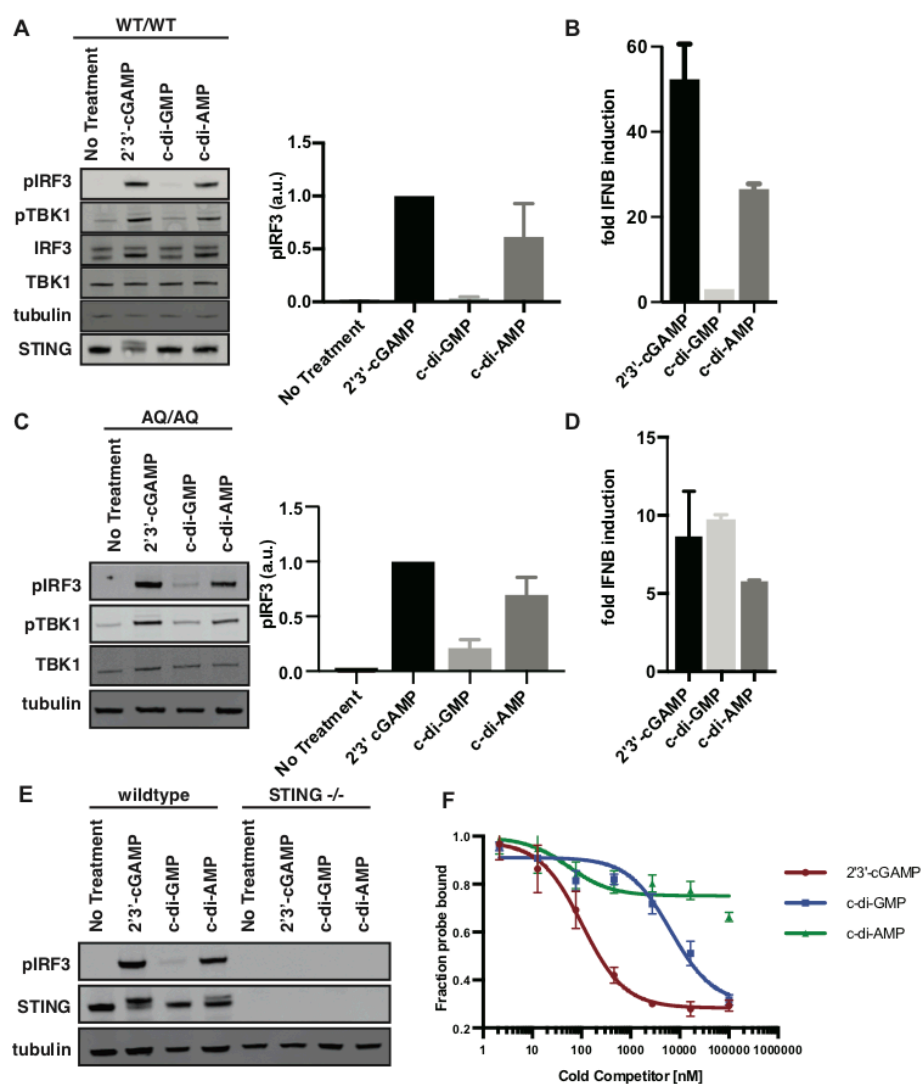 A
WT/WT
No Treatment
2'3'-cGAMP
c-di-GMP
c-di-AMP
pIRF3
pTBK1
IRF3
TBK1
tubulin
STING
pIRF3 (a.u.)
1.5
1.0
0.5
0.0
No Treatment
2'3'-cGAMP
c-di-GMP
c-di-AMP
B
fold IFNB induction
60
40
20
0
2'3'-cGAMP
c-di-GMP
c-di-AMP
C
AQ/AQ
No Treatment
2'3'-cGAMP
c-di-GMP
c-di-AMP
pIRF3
pTBK1
TBK1
tubulin
pIRF3 (a.u.)
1.5
1.0
0.5
0.0
No Treatment
2'3' cGAMP
c-di-GMP
c-di-AMP
D
fold IFNB induction
15
10
5
0
2'3'-cGAMP
c-di-GMP
c-di-AMP
E
wildtype
STING -/-
No Treatment
2'3'-cGAMP
c-di-GMP
c-di-AMP
No Treatment
2'3'-cGAMP
c-di-GMP
c-di-AMP
pIRF3
STING
tubulin
F
Fraction probe bound
1.0
0.8
0.6
0.4
0.2
1
10
100
1000
10000
100000
1000000
Cold Competitor [nM]
2'3'-cGAMP
c-di-GMP
c-di-AMP